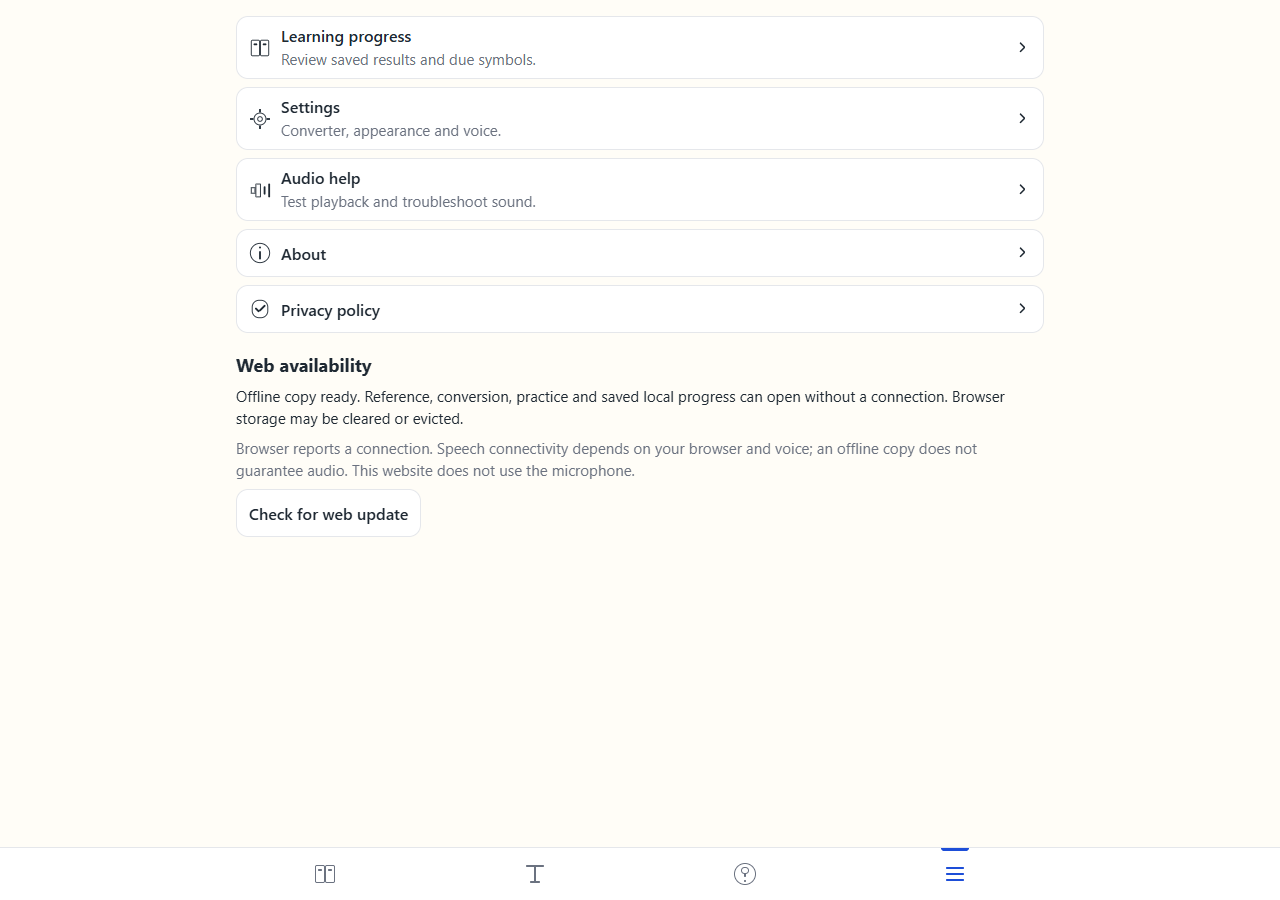 Learning progress
Review saved results and due symbols.
Settings
Converter, appearance and voice.
Audio help
Test playback and troubleshoot sound.
About
Privacy policy
Web availability
Offline copy ready. Reference, conversion, practice and saved local progress can open without a connection. Browser
storage may be cleared or evicted.
Browser reports a connection. Speech connectivity depends on your browser and voice; an offline copy does not
guarantee audio. This website does not use the microphone.
Check for web update